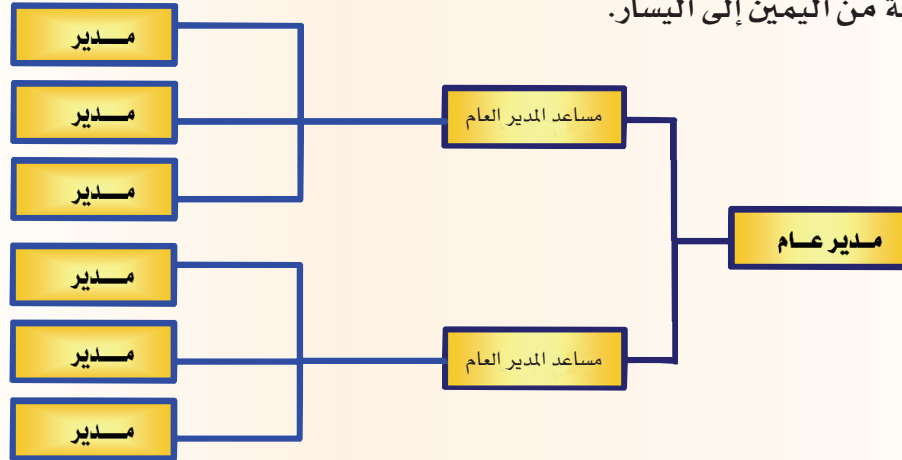 من اليمين إلى اليسار.
مدير عام
مساعد المدير العام
مساعد المدير العام
مدير
مدير
مدير
مدير
مدير
مدير